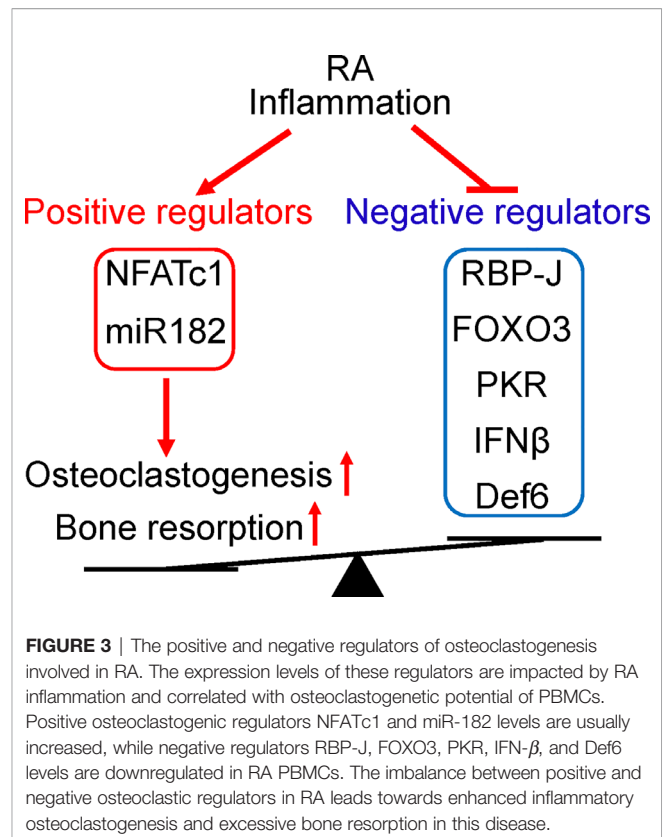 RA
Inflammation
Positive regulators
Negative regulators
NFATc1
miR182
RBP-J
FOXO3
PKR
IFNβ
Def6
Osteoclastogenesis
Bone resorption
FIGURE 3 | The positive and negative regulators of osteoclastogenesis
involved in RA. The expression levels of these regulators are impacted by RA
inflammation and correlated with osteoclastogenetic potential of PBMCs.
Positive osteoclastogenic regulators NFATc1 and miR-182 levels are usually
increased, while negative regulators RBP-J, FOXO3, PKR, IFN-β, and Def6
levels are downregulated in RA PBMCs. The imbalance between positive and
negative osteoclastic regulators in RA leads towards enhanced inflammatory
osteoclastogenesis and excessive bone resorption in this disease.